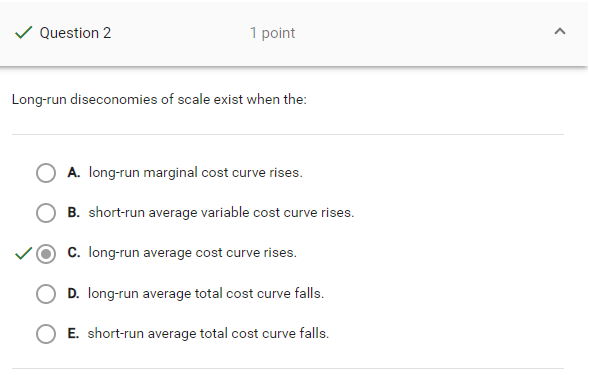 Question 2 1 point
Long-run diseconomies of scale exist when the:
A. long-run marginal cost curve rises.
B. short-run average variable cost curve rises.
C. long-run average cost curve rises.
D. long-run average total cost curve falls.
E. short-run average total cost curve falls.